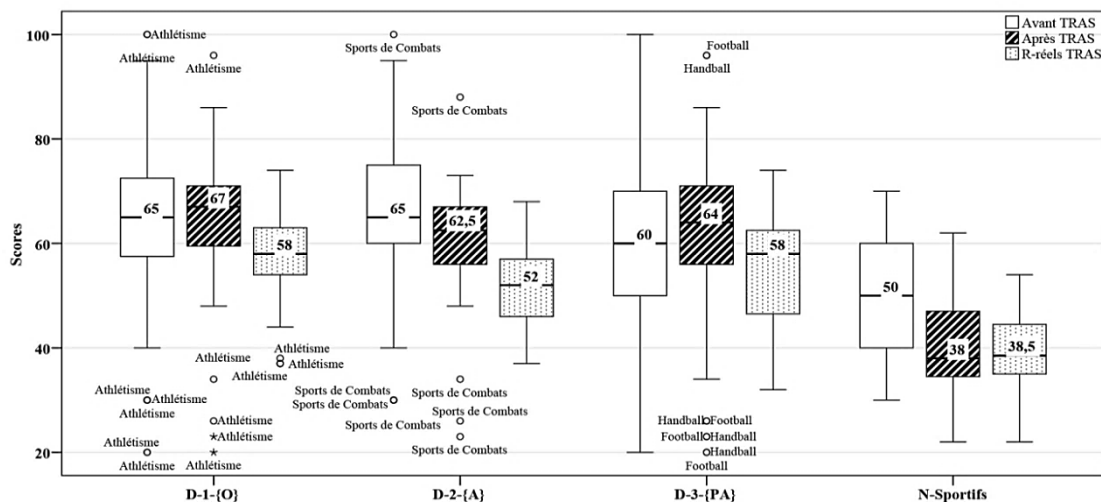 Avant TRAS
Après TRAS
R-réels TRAS
Scores
100
80
60
40
20
Athlétisme
Athlétisme
Athlétisme
65
67
58
Athlétisme
Athlétisme
Athlétisme
Athlétisme
Athlétisme
Athlétisme
Athlétisme
Athlétisme
Athlétisme
Athlétisme
Athlétisme
Athlétisme
Athlétisme
Sports de Combats
Sports de Combats
65
62,5
52
Sports de Combats
Sports de Combats
Sports de Combats
Sports de Combats
Sports de Combats
Sports de Combats
Football
Handball
60
64
58
Handball Football
Football Handball
Handball
Football
50
38
38,5
D-1-{O}
D-2-{A}
D-3-{PA}
N-Sportifs